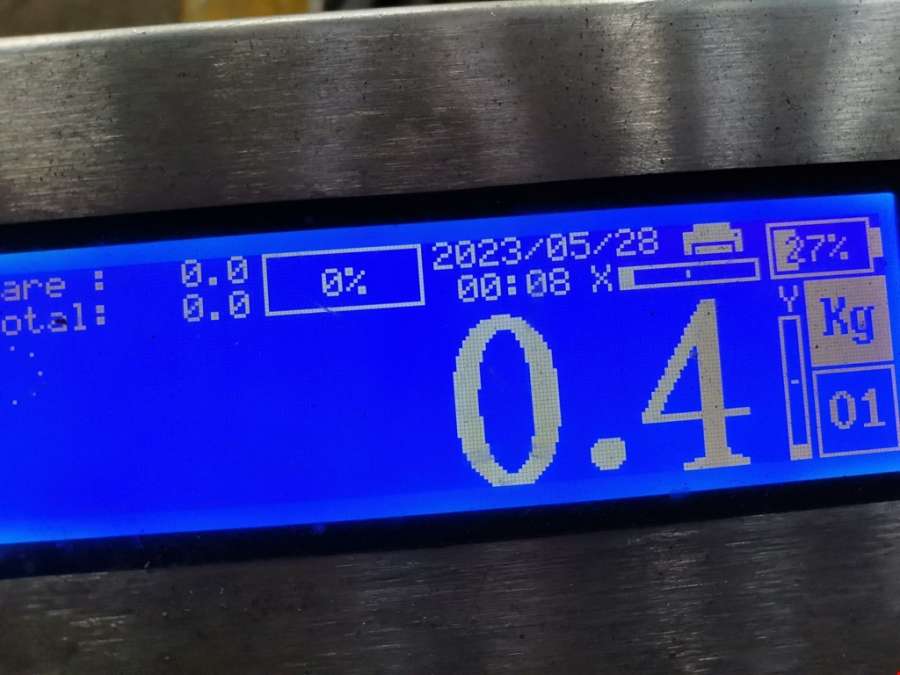 are : 0.0 0% 2023/05/28 27%
otal: 0.0 00:08 X
Y Kg
0.4
01